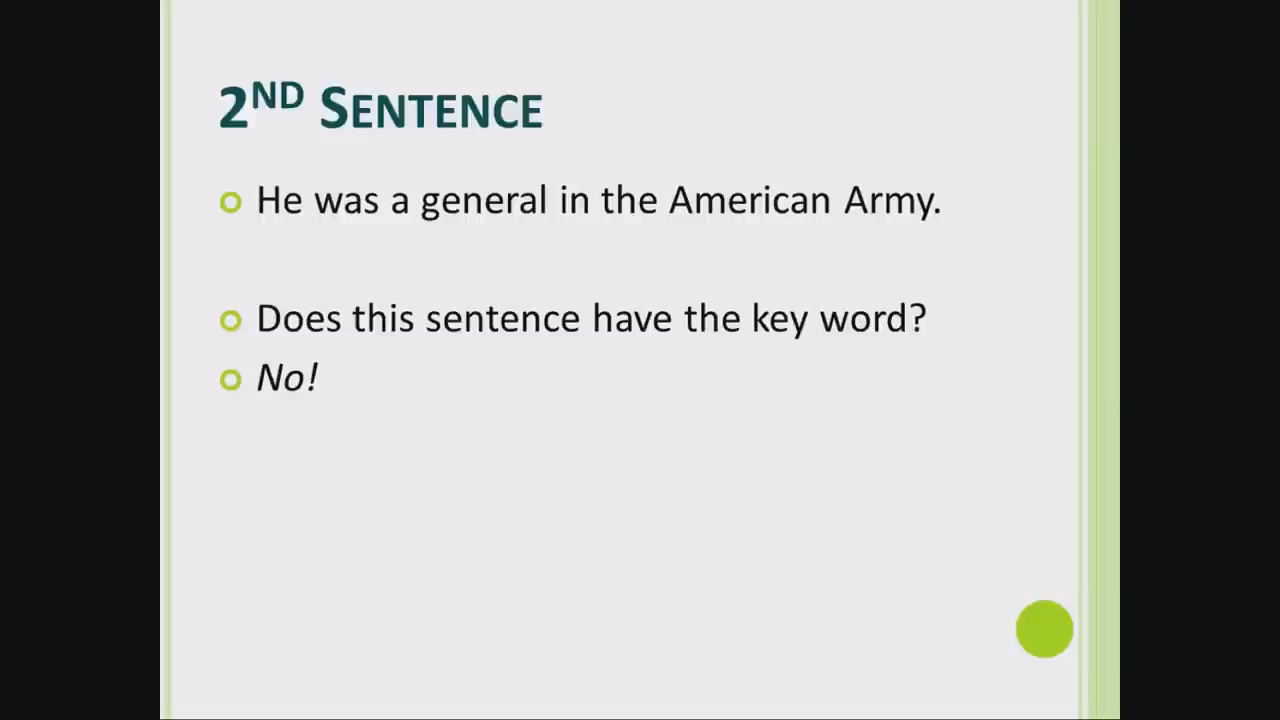 2ND SENTENCE
He was a general in the American Army.
Does this sentence have the key word?
No!